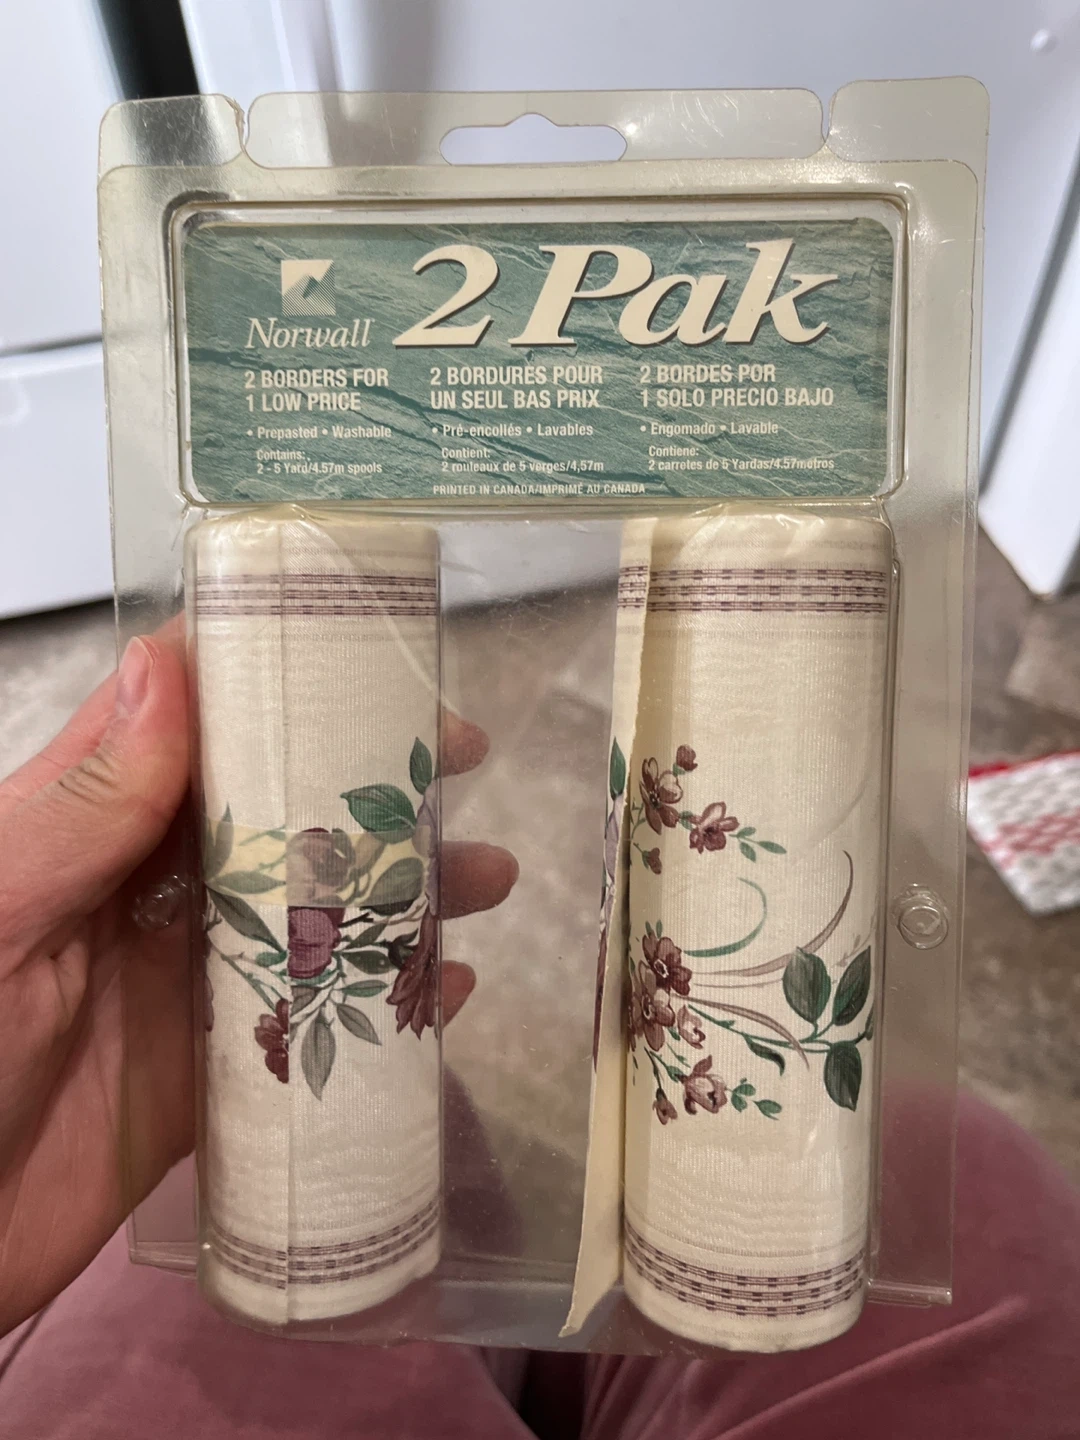 Norwall
2 Pak
2 BORDERS FOR
1 LOW PRICE
• Prepasted • Washable
Contains:
2 - 5 Yard/4.57m spools
2 BORDURES POUR
UN SEUL BAS PRIX
• Pré-encollés • Lavables
Contient:
2 rouleaux de 5 verges/4,57m
2 BORDES POR
1 SOLO PRECIO BAJO
• Engomado • Lavable
Contiene:
2 carretes de 5 Yardas/4.57metros
PRINTED IN CANADA/IMPRIMÉ AU CANADA